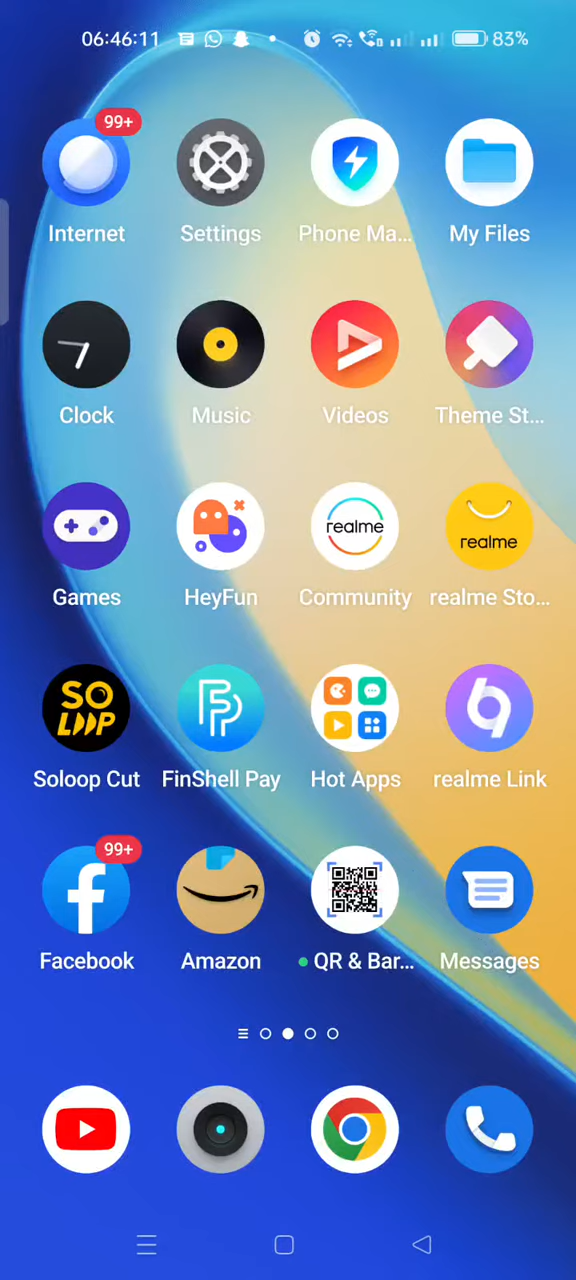 06:46:11 83%
99+
Internet Settings Phone Ma... My Files
Clock Music Videos Theme St...
realme realme
Games HeyFun Community realme Sto...
SO
LOOP
Soloop Cut FinShell Pay Hot Apps realme Link
99+
Facebook Amazon QR & Bar... Messages